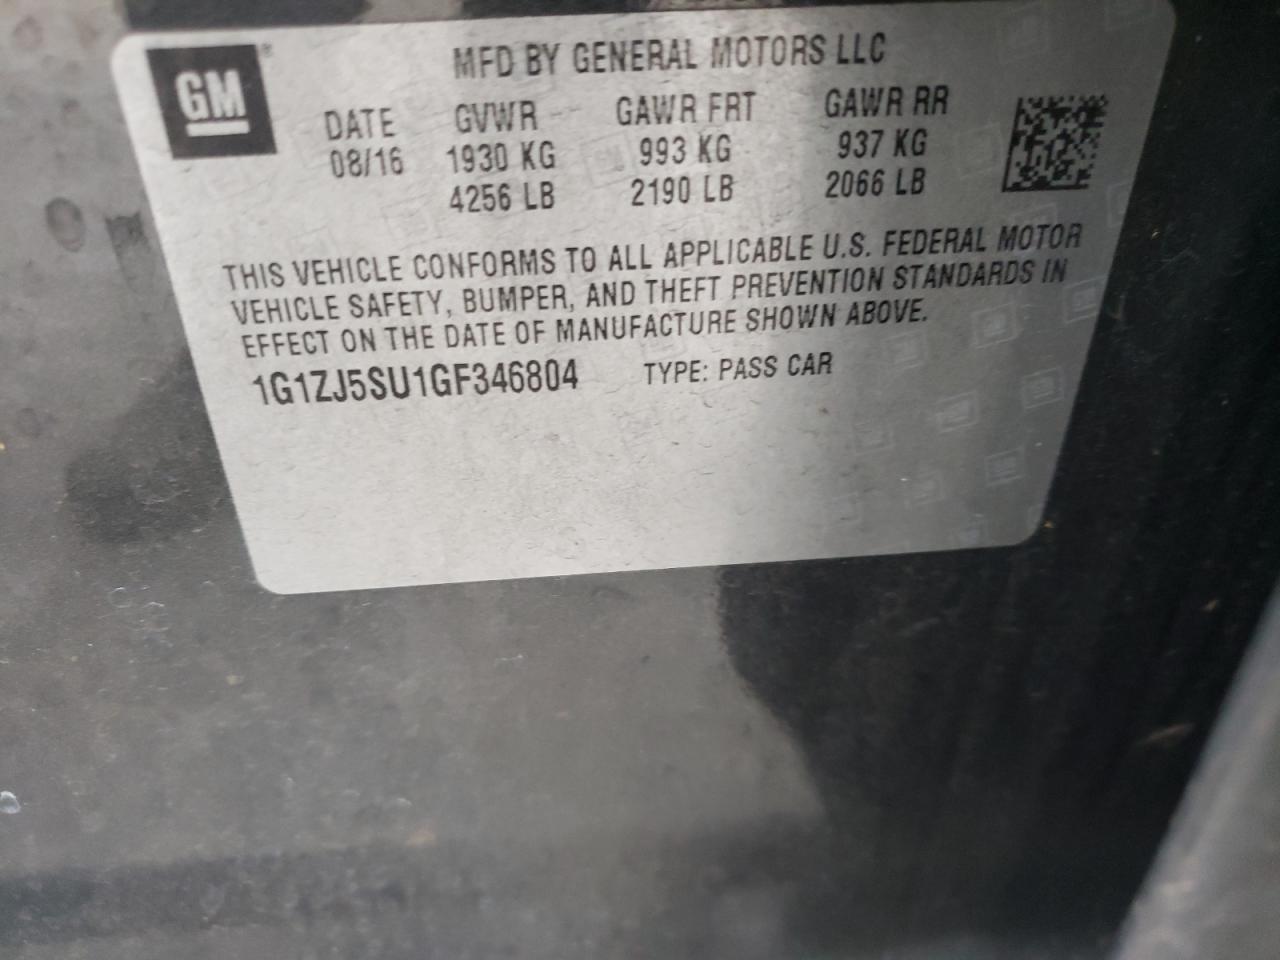 GM ®
MFD BY GENERAL MOTORS LLC
DATE GVWR GAWR FRT GAWR RR
08/16 1930 KG 993 KG 937 KG
4256 LB 2190 LB 2066 LB
THIS VEHICLE CONFORMS TO ALL APPLICABLE U.S. FEDERAL MOTOR
VEHICLE SAFETY, BUMPER, AND THEFT PREVENTION STANDARDS IN
EFFECT ON THE DATE OF MANUFACTURE SHOWN ABOVE.
1G1ZJ5SU1GF346804 TYPE: PASS CAR